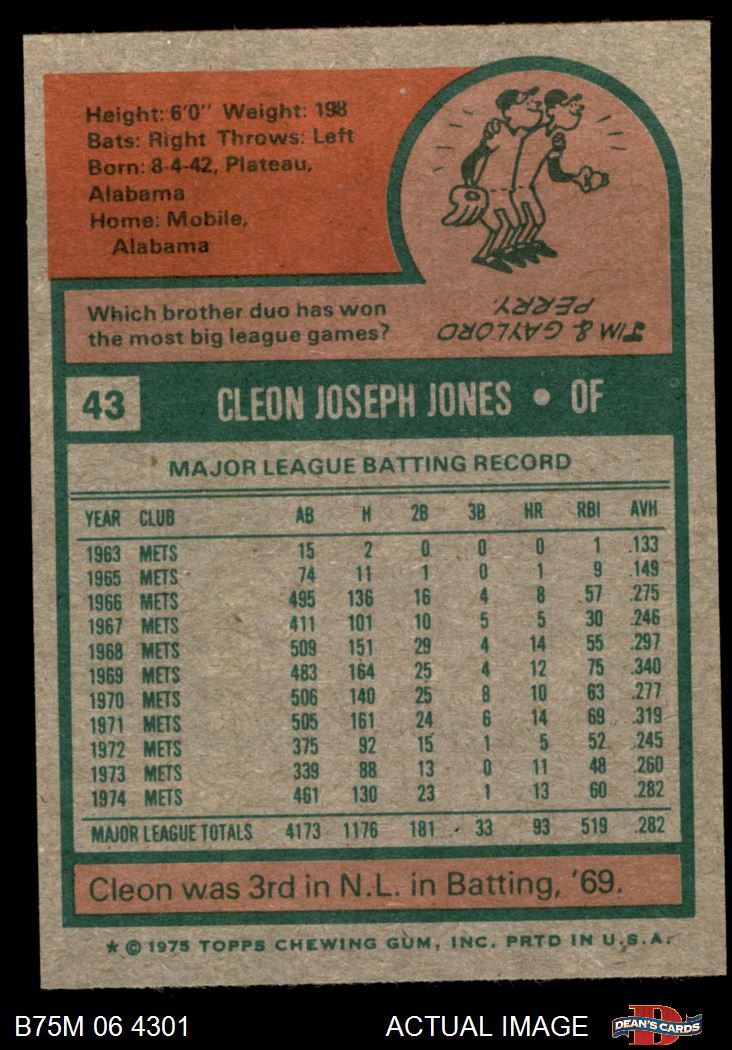 Height: 6'0" Weight: 198
Bats: Right Throws: Left
Born: 8-4-42, Plateau,
Alabama
Home: Mobile,
Alabama
Which brother duo has won
the most big league games?
JIM & GAYLORD
PERRY.
43 CLEON JOSEPH JONES • OF
MAJOR LEAGUE BATTING RECORD
YEAR CLUB AB H 2B 3B HR RBI AVH
1963 METS 15 2 0 0 0 1 .133
1965 METS 74 11 1 0 1 9 .149
1966 METS 495 136 16 4 8 57 .275
1967 METS 411 101 10 5 5 30 .246
1968 METS 509 151 29 4 14 55 .297
1969 METS 483 164 25 4 12 75 .340
1970 METS 506 140 25 8 10 63 .277
1971 METS 505 161 24 6 14 69 .319
1972 METS 375 92 15 1 5 52 .245
1973 METS 339 88 13 0 11 48 .260
1974 METS 461 130 23 1 13 60 .282
MAJOR LEAGUE TOTALS 4173 1176 181 33 93 519 .282
Cleon was 3rd in N.L. in Batting, '69.
* © 1975 TOPPS CHEWING GUM, INC. PRTD IN U.S.A.
B75M 06 4301 ACTUAL IMAGE
D
DEAN'S CARDS